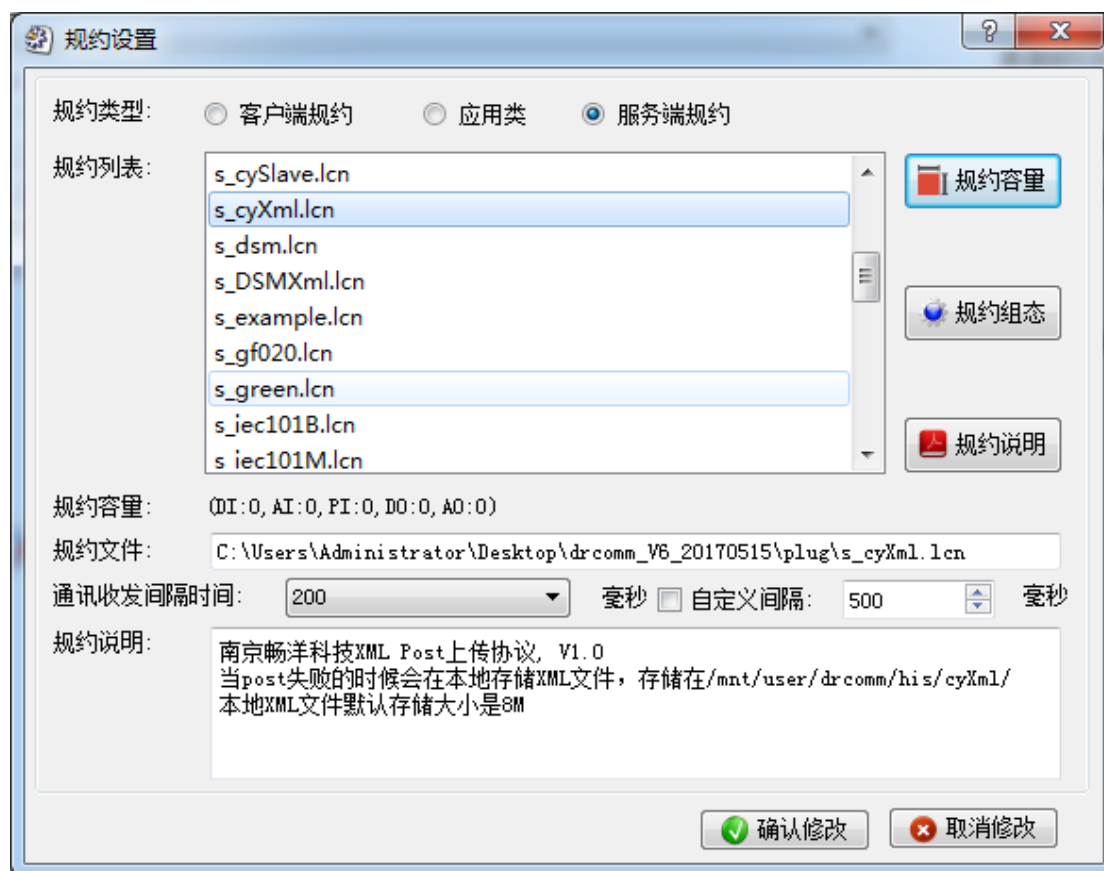 规约设置
规约类型: 客户端规约 应用类 服务端规约
规约列表:
s_cySlave.lcn
s_cyXml.lcn
s_dsm.lcn
s_DSMXml.lcn
s_example.lcn
s_gf020.lcn
s_green.lcn
s_iec101B.lcn
s_iec101M.lcn
规约容量
规约组态
规约说明
规约容量: (DI:0, AI:0, PI:0, DO:0, AO:0)
规约文件: C:\Users\Administrator\Desktop\drcomm_V6_20170515\plug\s_cyXml.lcn
通讯收发间隔时间: 200 毫秒 自定义间隔: 500 毫秒
规约说明:
南京畅洋科技XML Post上传协议, V1.0
当post失败的时候会在本地存储XML文件，存储在/mnt/user/drcomm/his/cyXml/
本地XML文件默认存储大小是8M
确认修改 取消修改